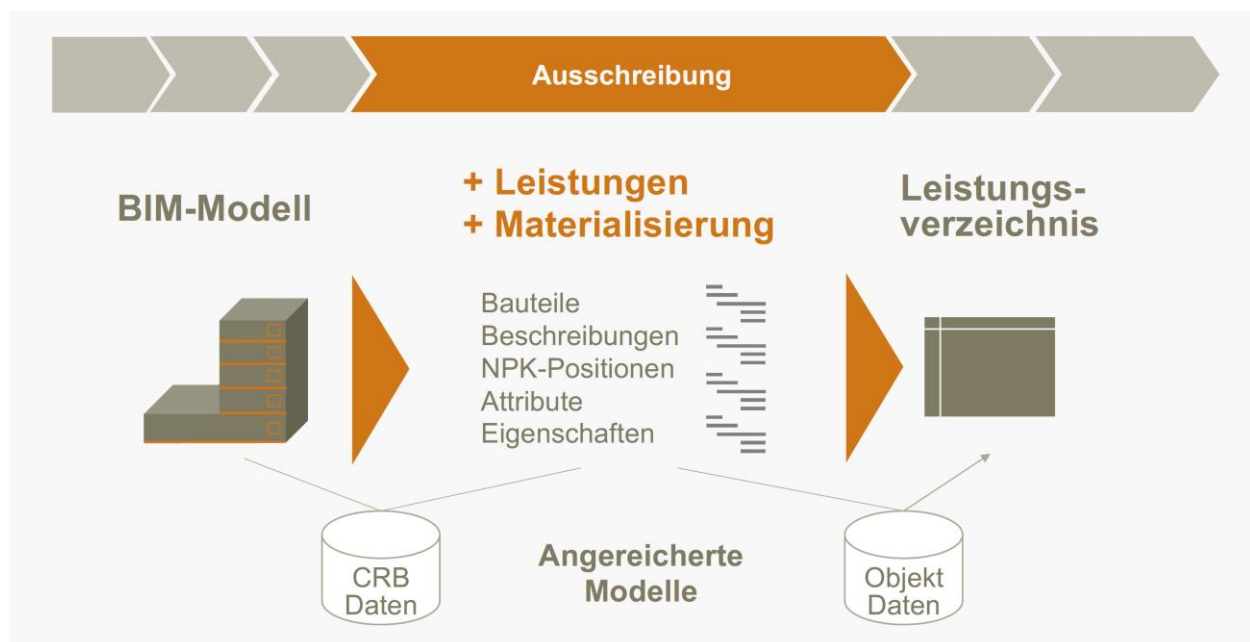 Ausschreibung
BIM-Modell
+ Leistungen
+ Materialisierung
Leistungs-
verzeichnis
Bauteile
Beschreibungen
NPK-Positionen
Attribute
Eigenschaften
CRB
Daten
Angereicherte
Modelle
Objekt
Daten